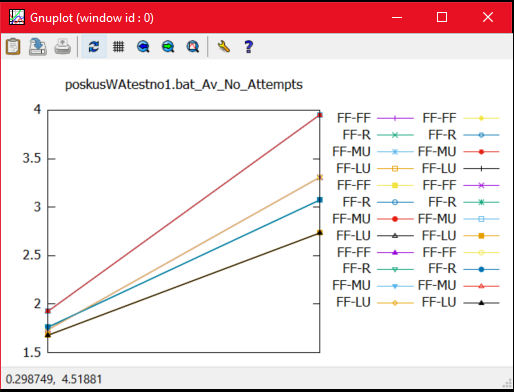 Gnuplot (window id : 0)
poskusWAtestno1.bat_Av_No_Attempts
4
3.5
3
2.5
2
1.5
FF-FF FF-FF
FF-R FF-R
FF-MU FF-MU
FF-LU FF-LU
FF-FF FF-FF
FF-R FF-R
FF-MU FF-MU
FF-LU FF-LU
FF-FF FF-FF
FF-R FF-R
FF-MU FF-MU
FF-LU FF-LU
0.298749, 4.51881